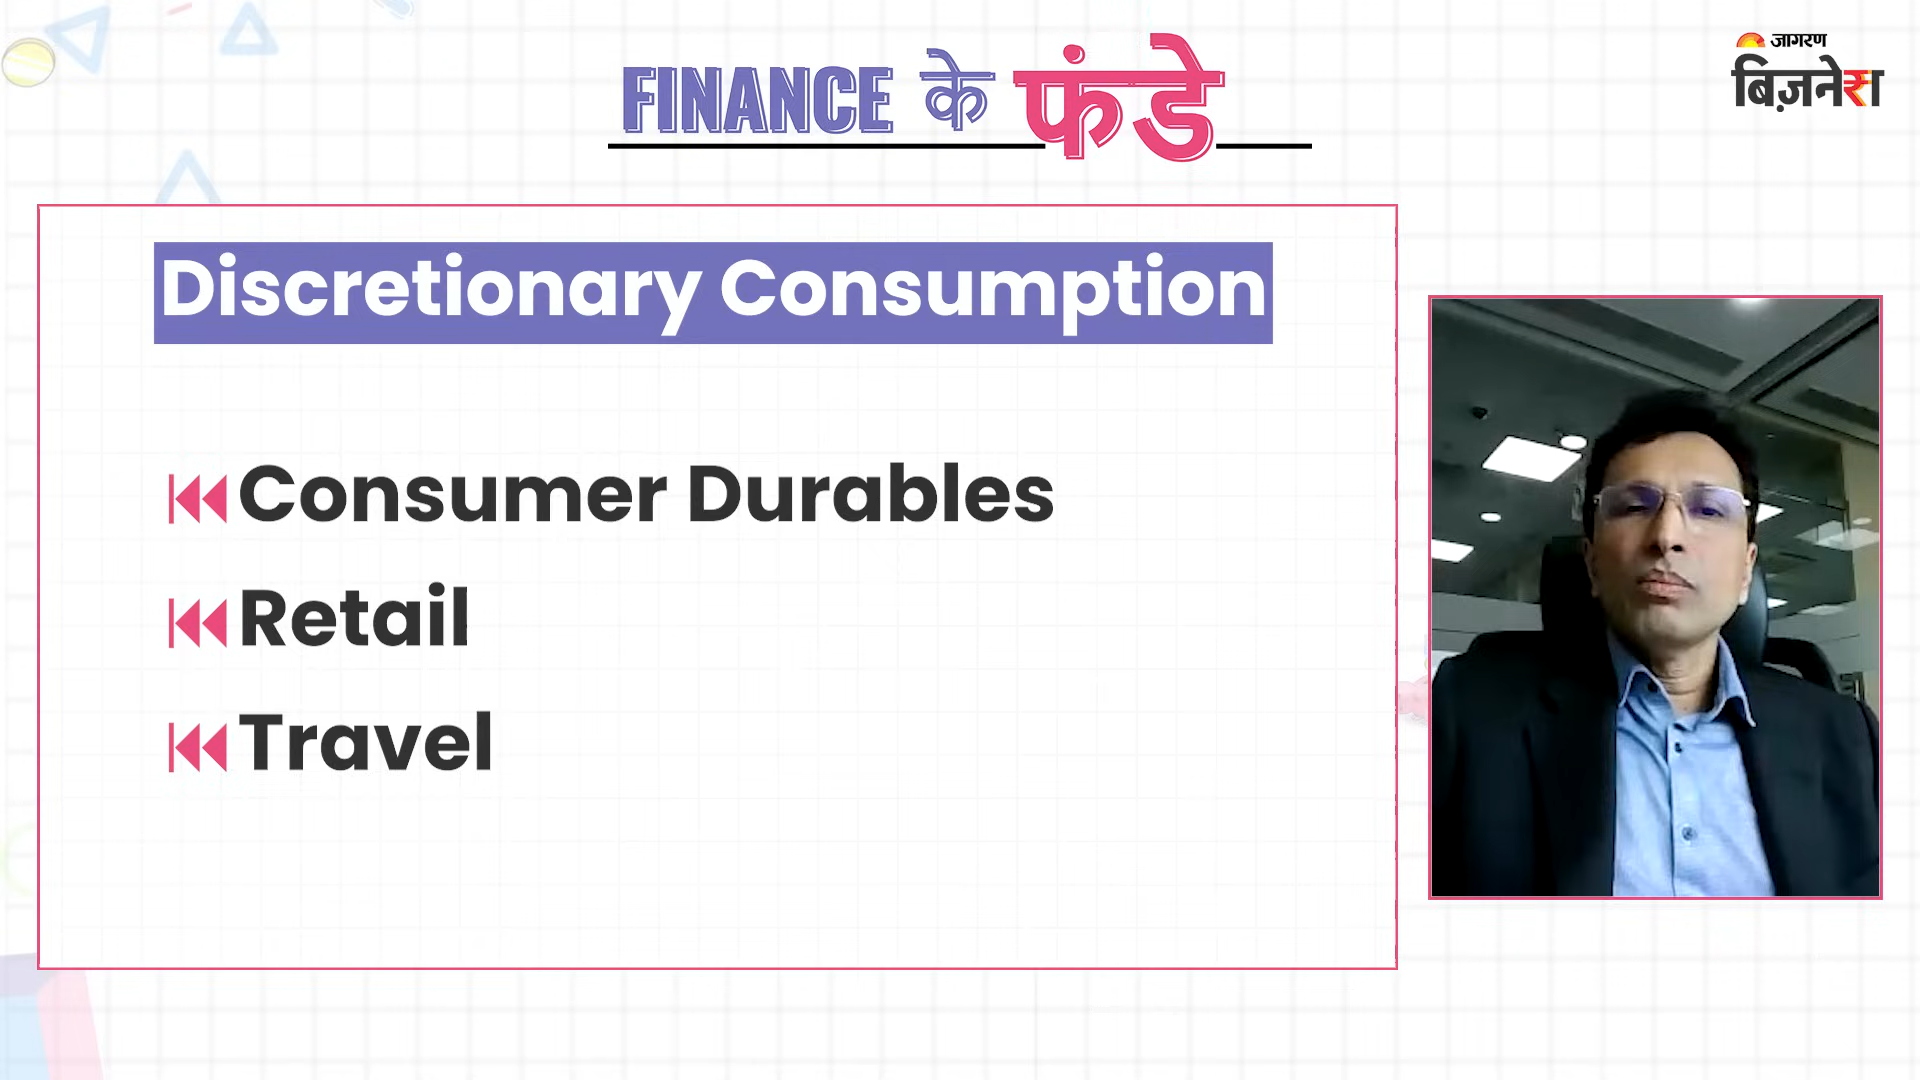 FINANCE के फंडे
जागरण
बिज़नेस
Discretionary Consumption
Consumer Durables
Retail
Travel